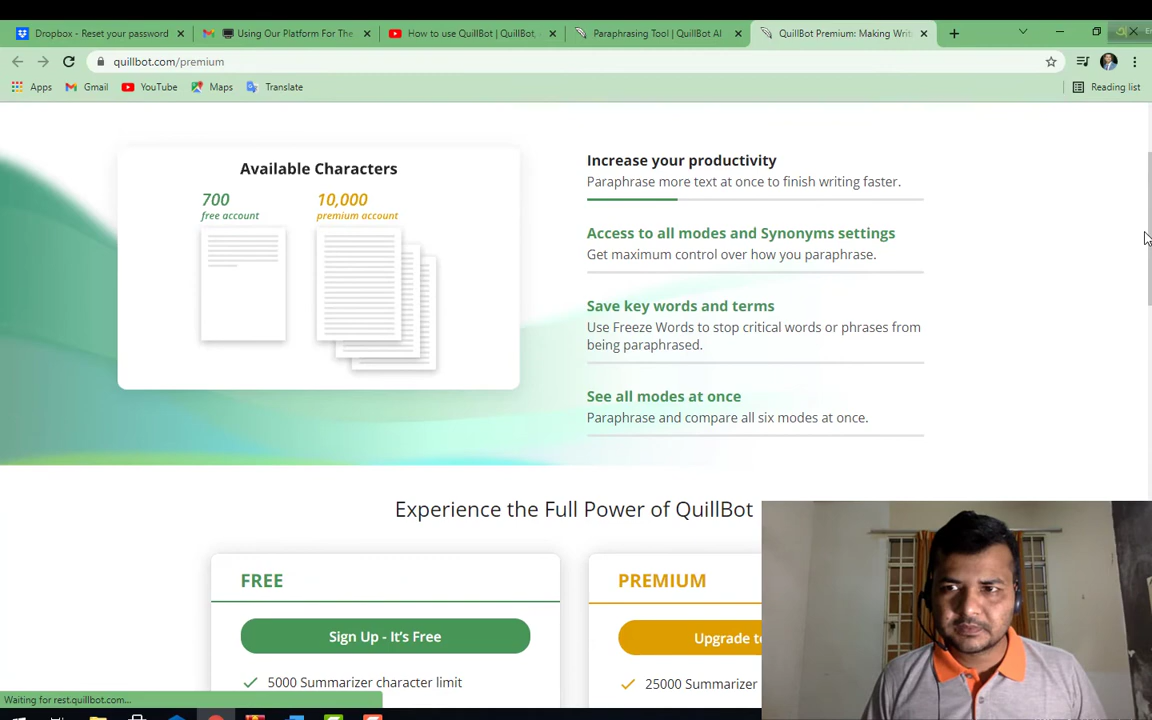 Dropbox - Reset your password
Using Our Platform For The
How to use QuillBot | QuillBot,
Paraphrasing Tool | QuillBot AI
QuillBot Premium: Making Writ
quillbot.com/premium
Apps
Gmail
YouTube
Maps
Translate
Reading list
Available Characters
700
free account
10,000
premium account
Increase your productivity
Paraphrase more text at once to finish writing faster.
Access to all modes and Synonyms settings
Get maximum control over how you paraphrase.
Save key words and terms
Use Freeze Words to stop critical words or phrases from
being paraphrased.
See all modes at once
Paraphrase and compare all six modes at once.
Experience the Full Power of QuillBot
FREE
Sign Up - It's Free
5000 Summarizer character limit
PREMIUM
Upgrade to
25000 Summarizer
Waiting for rest.quillbot.com...